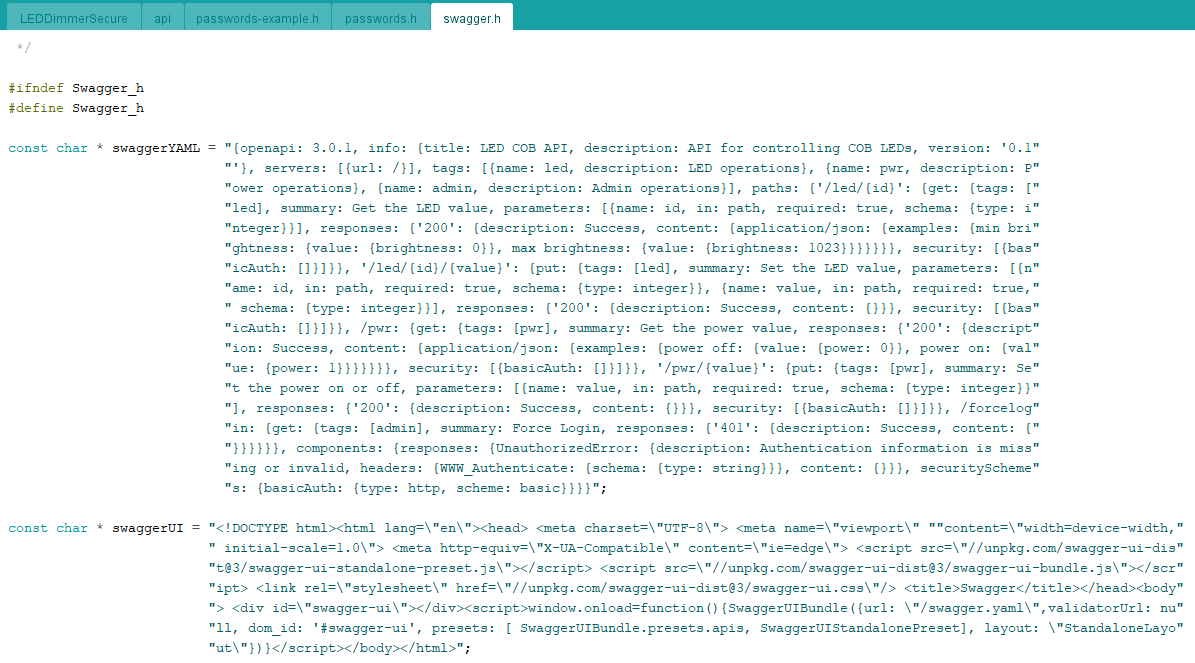 LEDDimmerSecure api passwords-example.h passwords.h swagger.h
*/
#ifndef Swagger_h
#define Swagger_h
const char * swaggerYAML = "{openapi: 3.0.1, info: {title: LED COB API, description: API for controlling COB LEDs, version: '0.1"
"'}, servers: [{url: /}], tags: [{name: led, description: LED operations}, {name: pwr, description: P"
"ower operations}, {name: admin, description: Admin operations}], paths: {'/led/{id}': {get: {tags: ["
"led], summary: Get the LED value, parameters: [{name: id, in: path, required: true, schema: {type: i"
"nteger}}], responses: {'200': {description: Success, content: {application/json: {examples: {min bri"
"ghtness: {value: {brightness: 0}}, max brightness: {value: {brightness: 1023}}}}}}}, security: [{bas"
"icAuth: []}]}}, '/led/{id}/{value}': {put: {tags: [led], summary: Set the LED value, parameters: [{n"
"ame: id, in: path, required: true, schema: {type: integer}}, {name: value, in: path, required: true,"
" schema: {type: integer}}], responses: {'200': {description: Success, content: {}}}, security: [{bas"
"icAuth: []}]}}, /pwr: {get: {tags: [pwr], summary: Get the power value, responses: {'200': {descript"
"ion: Success, content: {application/json: {examples: {power off: {value: {power: 0}}, power on: {val"
"ue: {power: 1}}}}}}}, security: [{basicAuth: []}]}}, '/pwr/{value}': {put: {tags: [pwr], summary: Se"
"t the power on or off, parameters: [{name: value, in: path, required: true, schema: {type: integer}}"
"], responses: {'200': {description: Success, content: {}}}, security: [{basicAuth: []}]}}, /forcelog"
"in: {get: {tags: [admin], summary: Force Login, responses: {'401': {description: Success, content: {"
"}}}}}}, components: {responses: {UnauthorizedError: {description: Authentication information is miss"
"ing or invalid, headers: {WWW_Authenticate: {schema: {type: string}}}, content: {}}}, securityScheme"
"s: {basicAuth: {type: http, scheme: basic}}}}";
const char * swaggerUI = "<!DOCTYPE html><html lang=\"en\"><head> <meta charset=\"UTF-8\"> <meta name=\"viewport\" ""content=\"width=device-width,"
" initial-scale=1.0\"> <meta http-equiv=\"X-UA-Compatible\" content=\"ie=edge\"> <script src=\"//unpkg.com/swagger-ui-dis"
"t@3/swagger-ui-standalone-preset.js\"></script> <script src=\"//unpkg.com/swagger-ui-dist@3/swagger-ui-bundle.js\"></scr"
"ipt> <link rel=\"stylesheet\" href=\"//unpkg.com/swagger-ui-dist@3/swagger-ui.css\"/> <title>Swagger</title></head><body"
"> <div id=\"swagger-ui\"></div><script>window.onload=function(){SwaggerUIBundle({url: \"/swagger.yaml\",validatorUrl: nu"
"ll, dom_id: '#swagger-ui', presets: [ SwaggerUIBundle.presets.apis, SwaggerUIStandalonePreset], layout: \"StandaloneLayo"
"ut\"})}</script></body></html>";